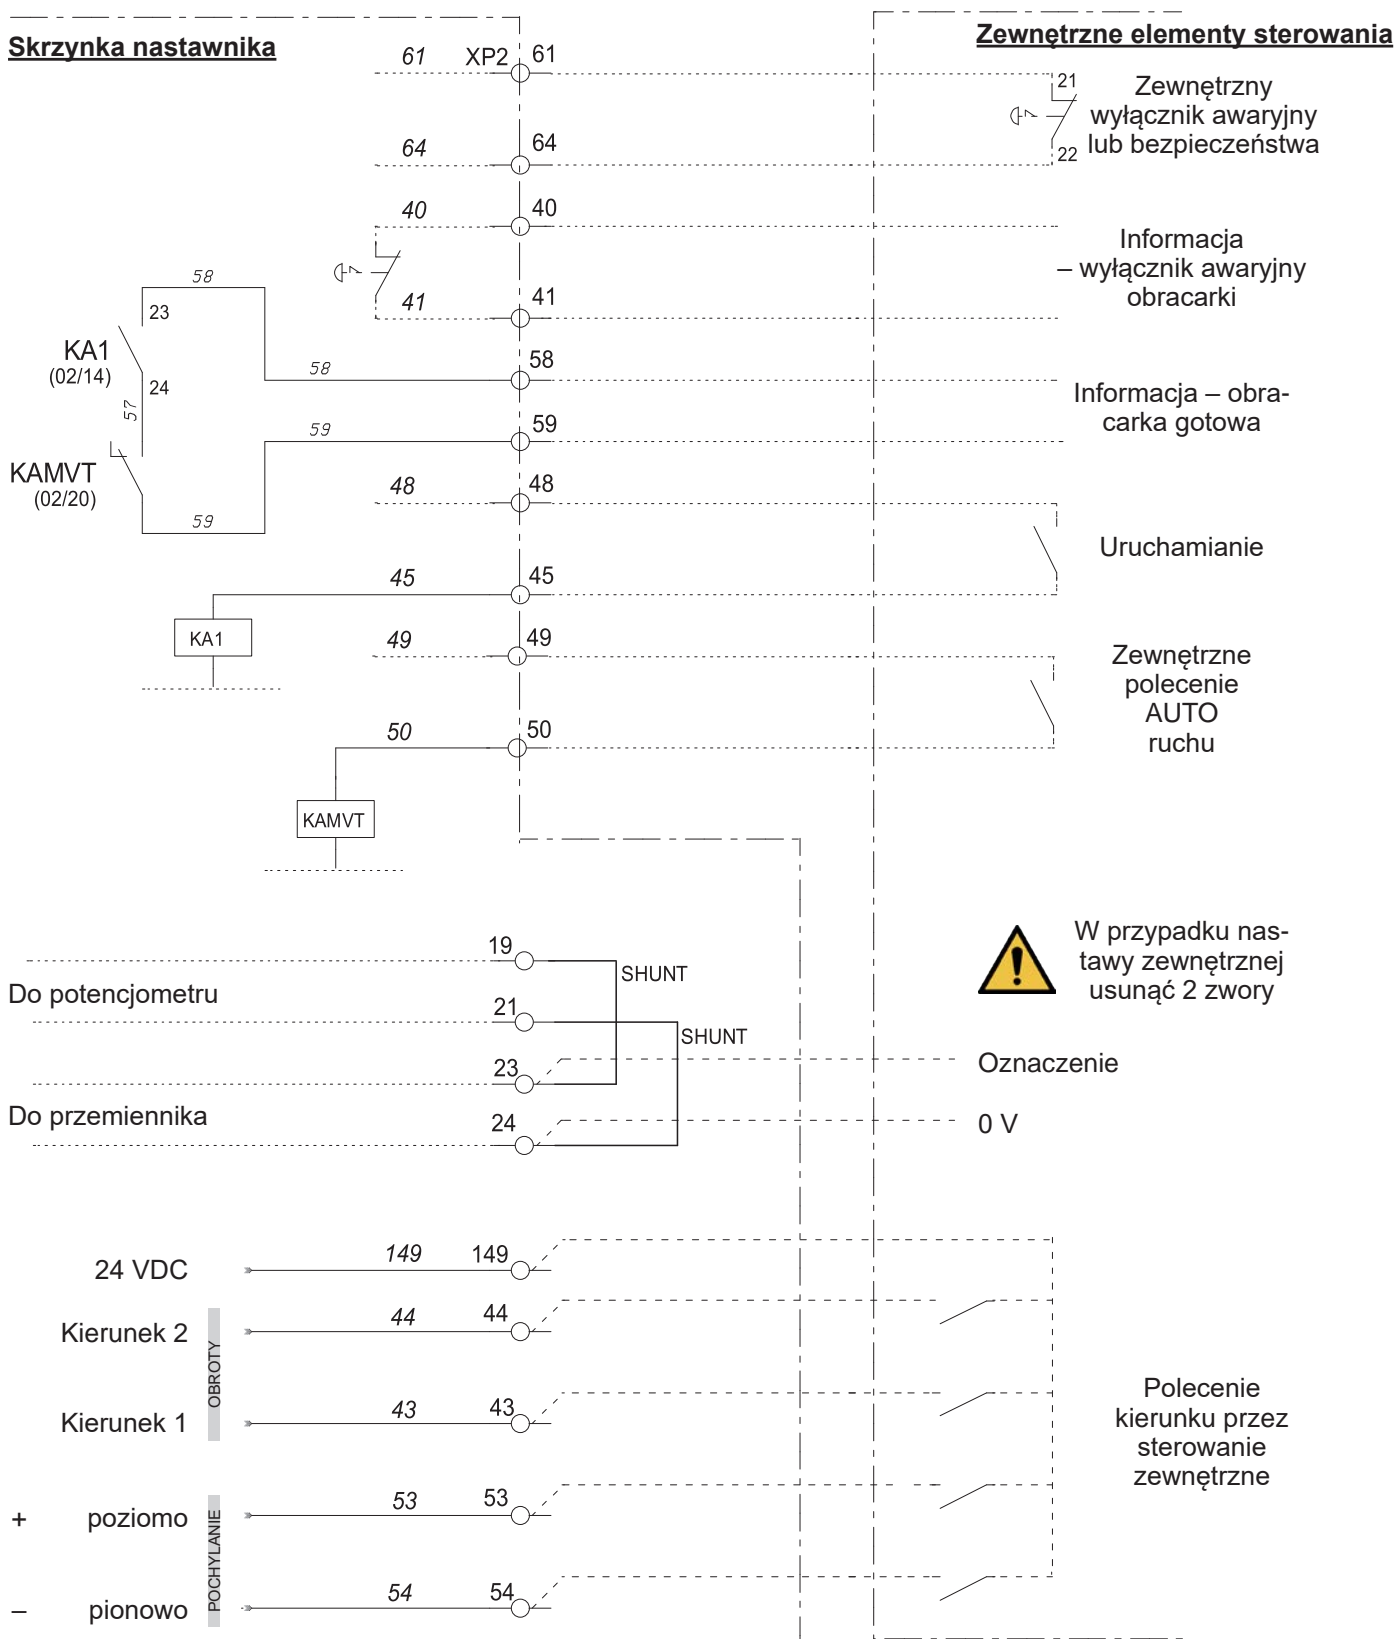 Skrzynka nastawnika
Zewnętrzne elementy sterowania
61 XP2 61
21
Zewnętrzny
wyłącznik awaryjny
lub bezpieczeństwa
22
64 64
40 40
Informacja
– wyłącznik awaryjny
obracarki
41 41
58
23
KA1
(02/14)
24
57
58 58
Informacja – obra-
carka gotowa
59 59
KAMVT
(02/20)
59
48 48
Uruchamianie
45 45
KA1
49 49
Zewnętrzne
polecenie
AUTO
ruchu
50 50
KAMVT
19
SHUNT
Do potencjometru
21
SHUNT
23
Do przemiennika
24
W przypadku nas-
tawy zewnętrznej
usunąć 2 zwory
Oznaczenie
0 V
24 VDC 149 149
Kierunek 2 44 44
OBROTY
Kierunek 1 43 43
Polecenie
kierunku przez
sterowanie
zewnętrzne
+ poziomo 53 53
POCHYLANIE
– pionowo 54 54